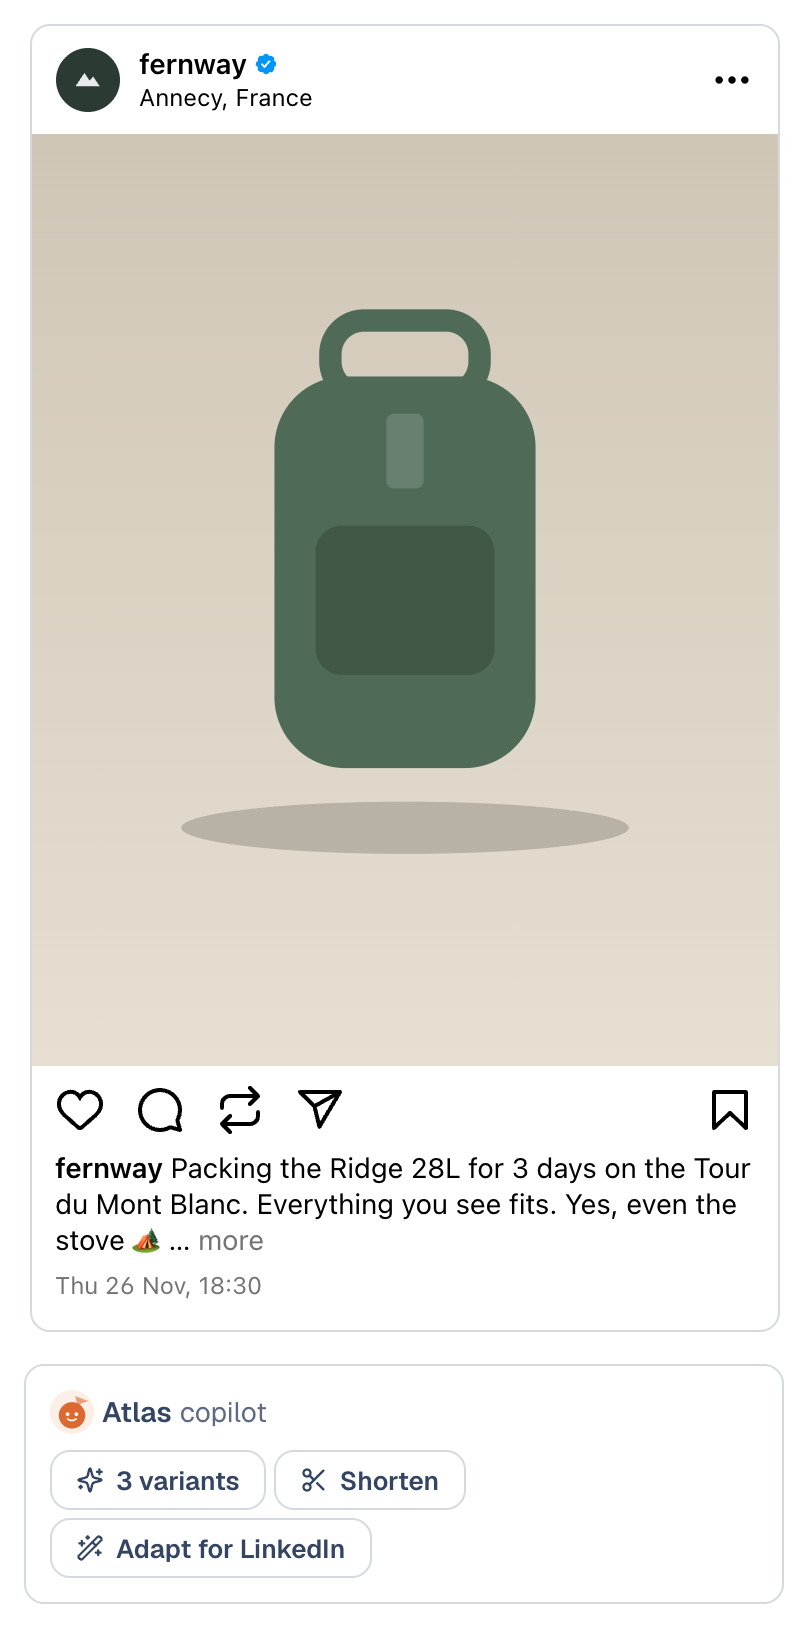 fernway
Annecy, France
fernway Packing the Ridge 28L for 3 days on the Tour
du Mont Blanc. Everything you see fits. Yes, even the
stove 🏕️ ... more
Thu 26 Nov, 18:30
Atlas copilot
3 variants
Shorten
Adapt for LinkedIn